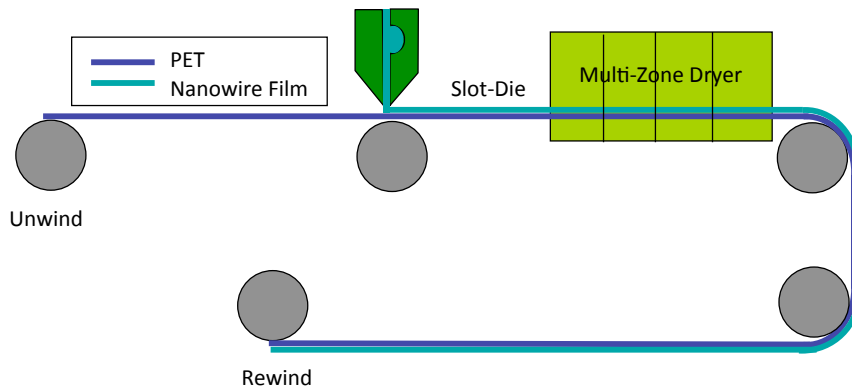 PET
Nanowire Film
Slot-Die
Multi-Zone Dryer
Unwind
Rewind